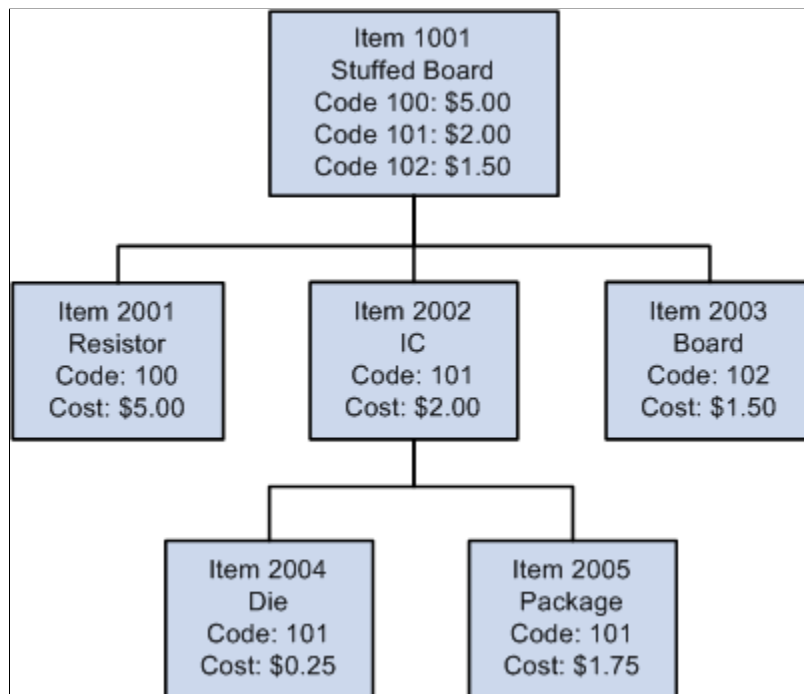 Item 1001
Stuffed Board
Code 100: $5.00
Code 101: $2.00
Code 102: $1.50
Item 2001
Resistor
Code: 100
Cost: $5.00
Item 2002
IC
Code: 101
Cost: $2.00
Item 2003
Board
Code: 102
Cost: $1.50
Item 2004
Die
Code: 101
Cost: $0.25
Item 2005
Package
Code: 101
Cost: $1.75